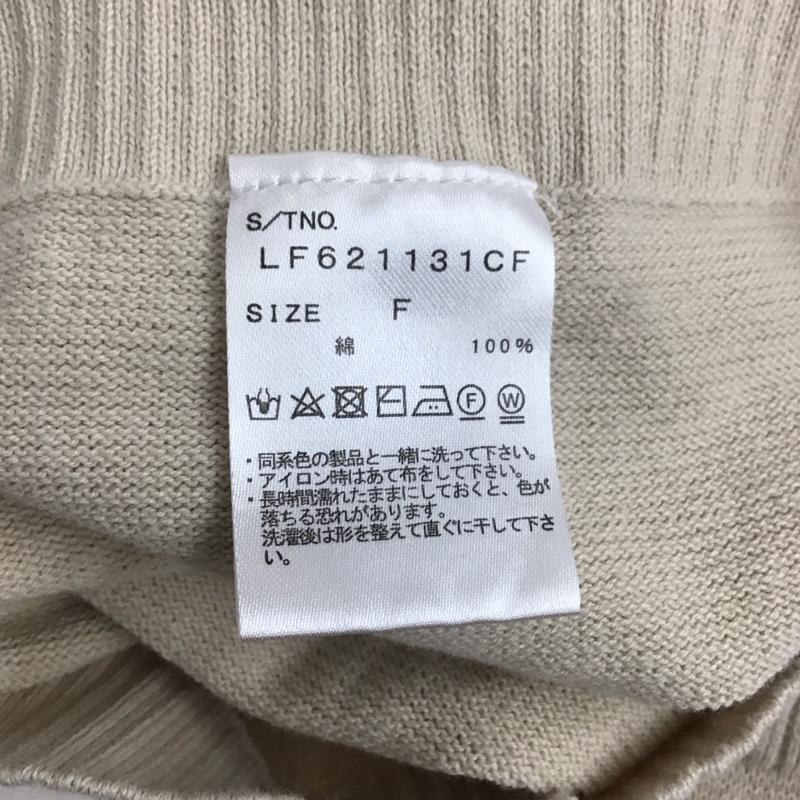 S/TNO.
LF621131CF
SIZE F
綿 100%
F W
・同系色の製品と一緒に洗って下さい。
・アイロン時はあて布をして下さい。
・長時間濡れたままにしておくと、色が
落ちる恐れがあります。
洗濯後は形を整えて直ぐに干して下さ
い。